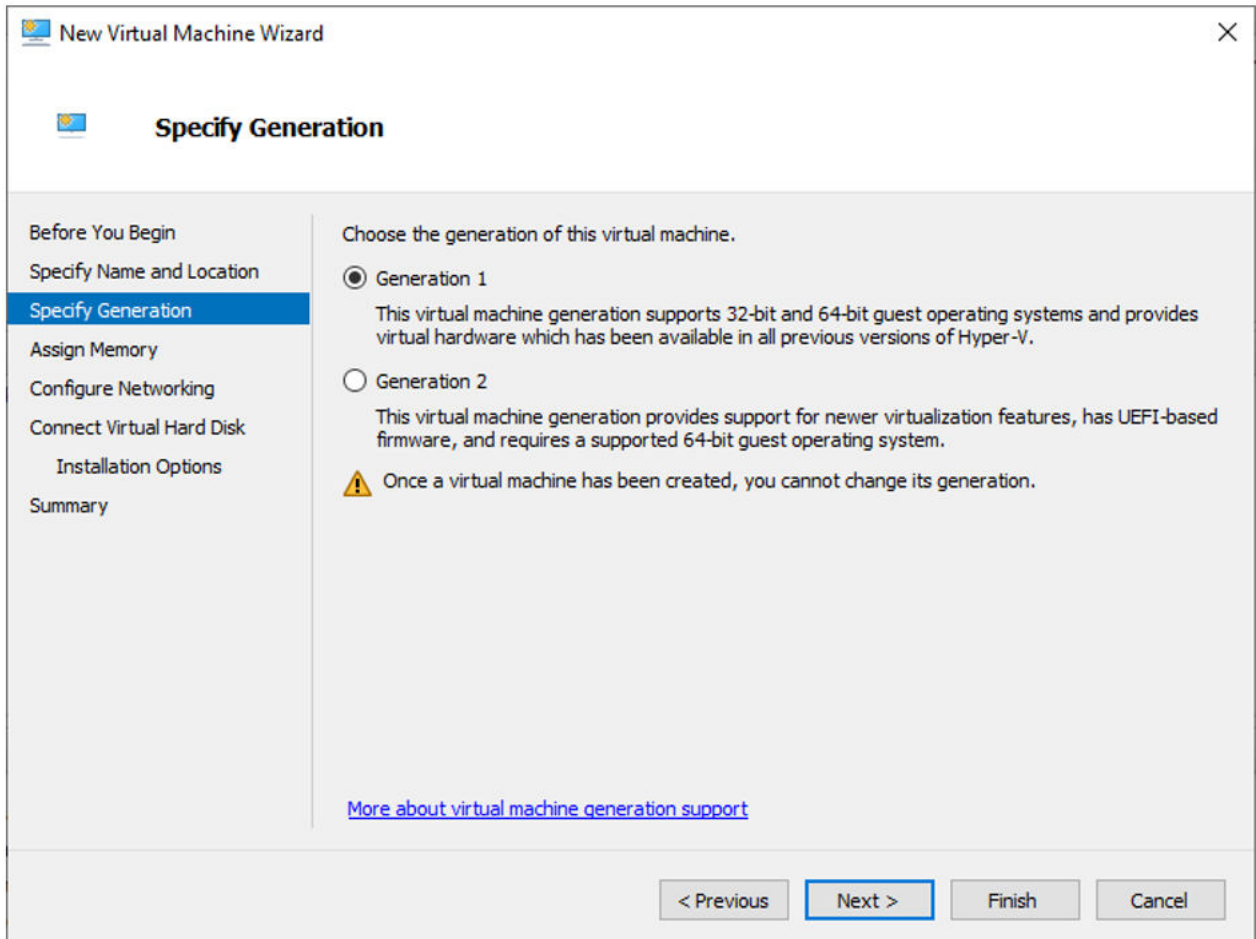 New Virtual Machine Wizard
Specify Generation
Before You Begin
Specify Name and Location
Specify Generation
Assign Memory
Configure Networking
Connect Virtual Hard Disk
Installation Options
Summary
Choose the generation of this virtual machine.
Generation 1
This virtual machine generation supports 32-bit and 64-bit guest operating systems and provides
virtual hardware which has been available in all previous versions of Hyper-V.
Generation 2
This virtual machine generation provides support for newer virtualization features, has UEFI-based
firmware, and requires a supported 64-bit guest operating system.
Once a virtual machine has been created, you cannot change its generation.
More about virtual machine generation support
< Previous
Next >
Finish
Cancel